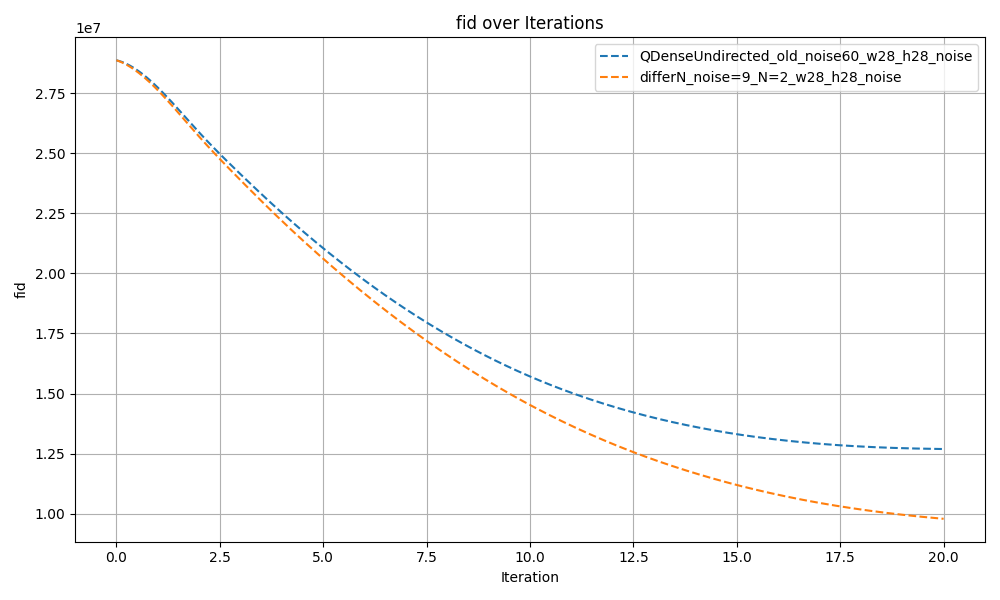 fid over Iterations
1e7
QDenseUndirected_old_noise60_w28_h28_noise
differN_noise=9_N=2_w28_h28_noise
2.75
2.50
2.25
2.00
1.75
1.50
1.25
1.00
fid
0.0 2.5 5.0 7.5 10.0 12.5 15.0 17.5 20.0
Iteration